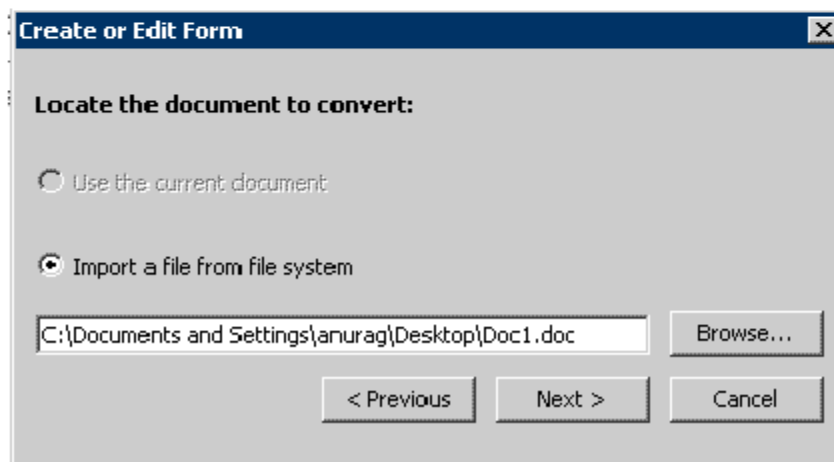 Create or Edit Form
Locate the document to convert:
Use the current document
Import a file from file system
C:\Documents and Settings\anurag\Desktop\Doc1.doc
Browse...
< Previous
Next >
Cancel